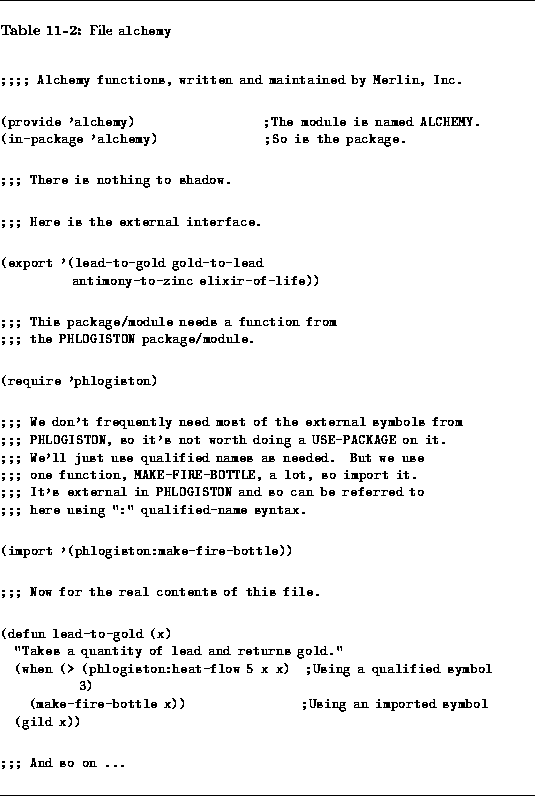 Table 11-2: File alchemy
;;;; Alchemy functions, written and maintained by Merlin, Inc.
(provide 'alchemy) ;The module is named ALCHEMY.
(in-package 'alchemy) ;So is the package.
;;; There is nothing to shadow.
;;; Here is the external interface.
(export '(lead-to-gold gold-to-lead
antimony-to-zinc elixir-of-life))
;;; This package/module needs a function from
;;; the PHLOGISTON package/module.
(require 'phlogiston)
;;; We don't frequently need most of the external symbols from
;;; PHLOGISTON, so it's not worth doing a USE-PACKAGE on it.
;;; We'll just use qualified names as needed. But we use
;;; one function, MAKE-FIRE-BOTTLE, a lot, so import it.
;;; It's external in PHLOGISTON and so can be referred to
;;; here using ":" qualified-name syntax.
(import '(phlogiston:make-fire-bottle))
;;; Now for the real contents of this file.
(defun lead-to-gold (x)
"Takes a quantity of lead and returns gold."
(when (> (phlogiston:heat-flow 5 x x) ;Using a qualified symbol
3)
(make-fire-bottle x)) ;Using an imported symbol
(gild x))
;;; And so on ...